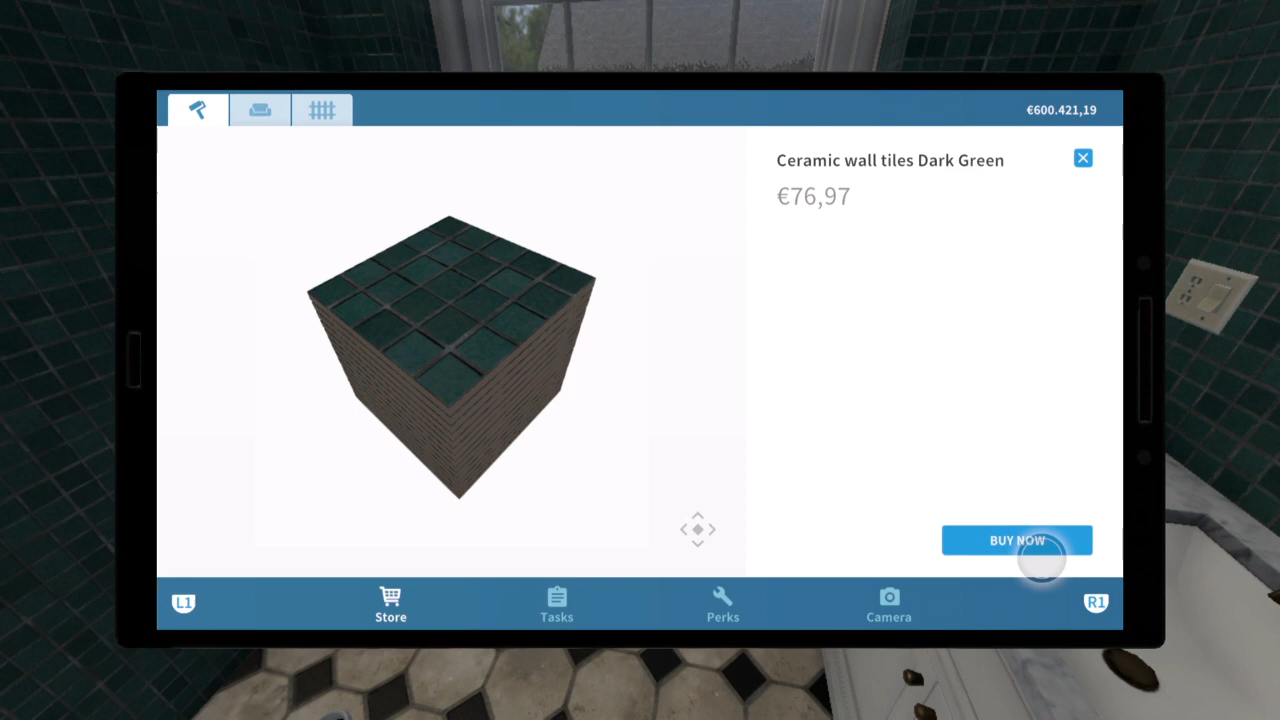 €600.421,19
Ceramic wall tiles Dark Green
€76,97
BUY NOW
L1
Store
Tasks
Perks
Camera
R1